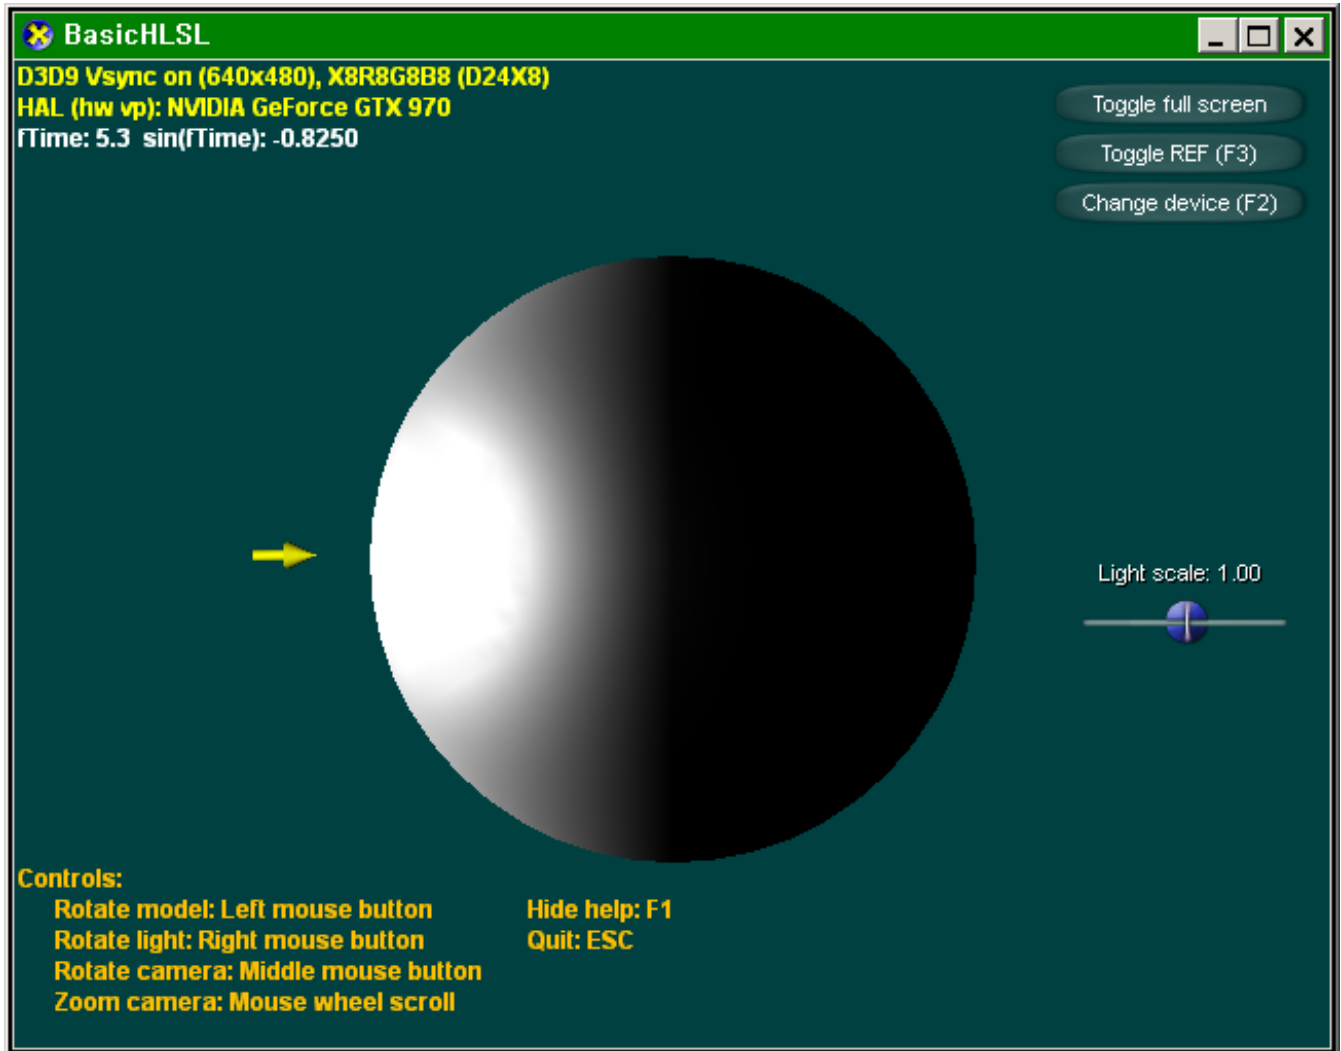 BasicHLSL
D3D9 Vsync on (640x480), X8R8G8B8 (D24X8)
HAL (hw vp): NVIDIA GeForce GTX 970
fTime: 5.3  sin(fTime): -0.8250
Toggle full screen
Toggle REF (F3)
Change device (F2)
Light scale: 1.00
Controls:
Rotate model: Left mouse button
Rotate light: Right mouse button
Rotate camera: Middle mouse button
Zoom camera: Mouse wheel scroll
Hide help: F1
Quit: ESC